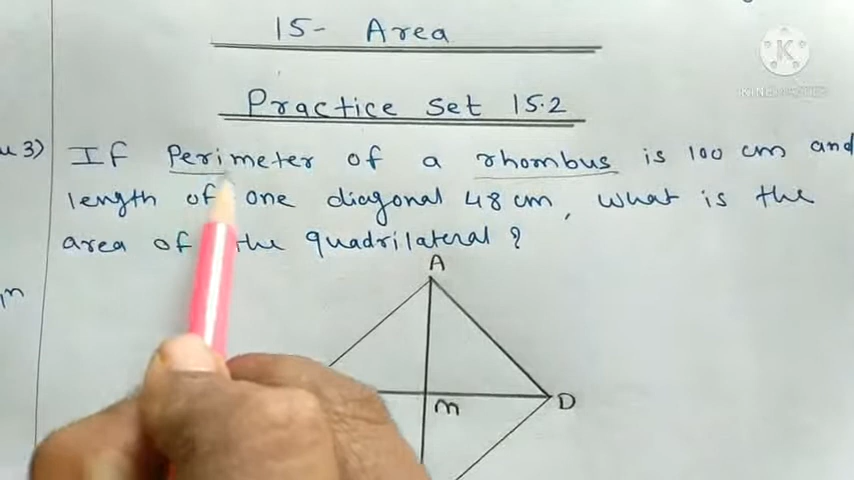 15- Area
Practice set 15.2
3) If Perimeter of a rhombus is 100 cm and
length of one diagonal 48 cm, what is the
area of the quadrilateral ?
A
M
D
K
KINEMASTER